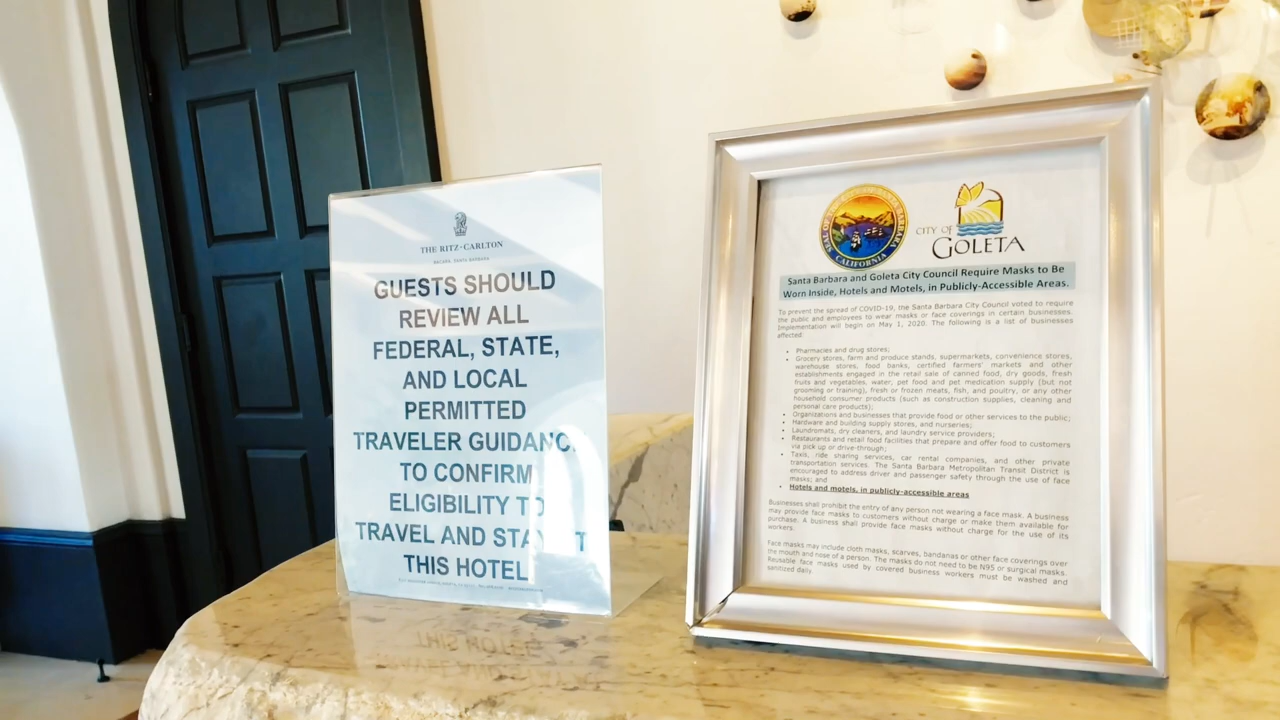 THE RITZ-CARLTON
BACARA, SANTA BARBARA
GUESTS SHOULD
REVIEW ALL
FEDERAL, STATE,
AND LOCAL
PERMITTED
TRAVELER GUIDANC
TO CONFIRM
ELIGIBILITY TO
TRAVEL AND STAY T
THIS HOTEL
SEAL OF THE CITY OF SANTA BARBARA
CALIFORNIA
CITY OF
GOLETA
Santa Barbara and Goleta City Council Require Masks to Be
Worn Inside, Hotels and Motels, in Publicly-Accessible Areas.
To prevent the spread of COVID-19, the Santa Barbara City Council voted to require
the public and employees to wear masks or face coverings in certain businesses.
Implementation will begin on May 1, 2020. The following is a list of businesses
affected:
• Pharmacies and drug stores;
• Grocery stores, farm and produce stands, supermarkets, convenience stores,
warehouse stores, food banks, certified farmers' markets and other
establishments engaged in the retail sale of canned food, dry goods, fresh
fruits and vegetables, water, pet food and pet medication supply (but not
grooming or training), fresh or frozen meats, fish, and poultry, or any other
household consumer products (such as construction supplies, cleaning and
personal care products);
• Organizations and businesses that provide food or other services to the public;
• Hardware and building supply stores, and nurseries;
• Laundromats, dry cleaners, and laundry service providers;
• Restaurants and retail food facilities that prepare and offer food to customers
via pick up or drive-through;
• Taxis, ride sharing services, car rental companies, and other private
transportation services. The Santa Barbara Metropolitan Transit District is
encouraged to address driver and passenger safety through the use of face
masks; and
• Hotels and motels, in publicly-accessible areas
Businesses shall prohibit the entry of any person not wearing a face mask. A business
may provide face masks to customers without charge or make them available for
purchase. A business shall provide face masks without charge for the use of its
workers.
Face masks may include cloth masks, scarves, bandanas or other face coverings over
the mouth and nose of a person. The masks do not need to be N95 or surgical masks.
Reusable face masks used by covered business workers must be washed and
sanitized daily.